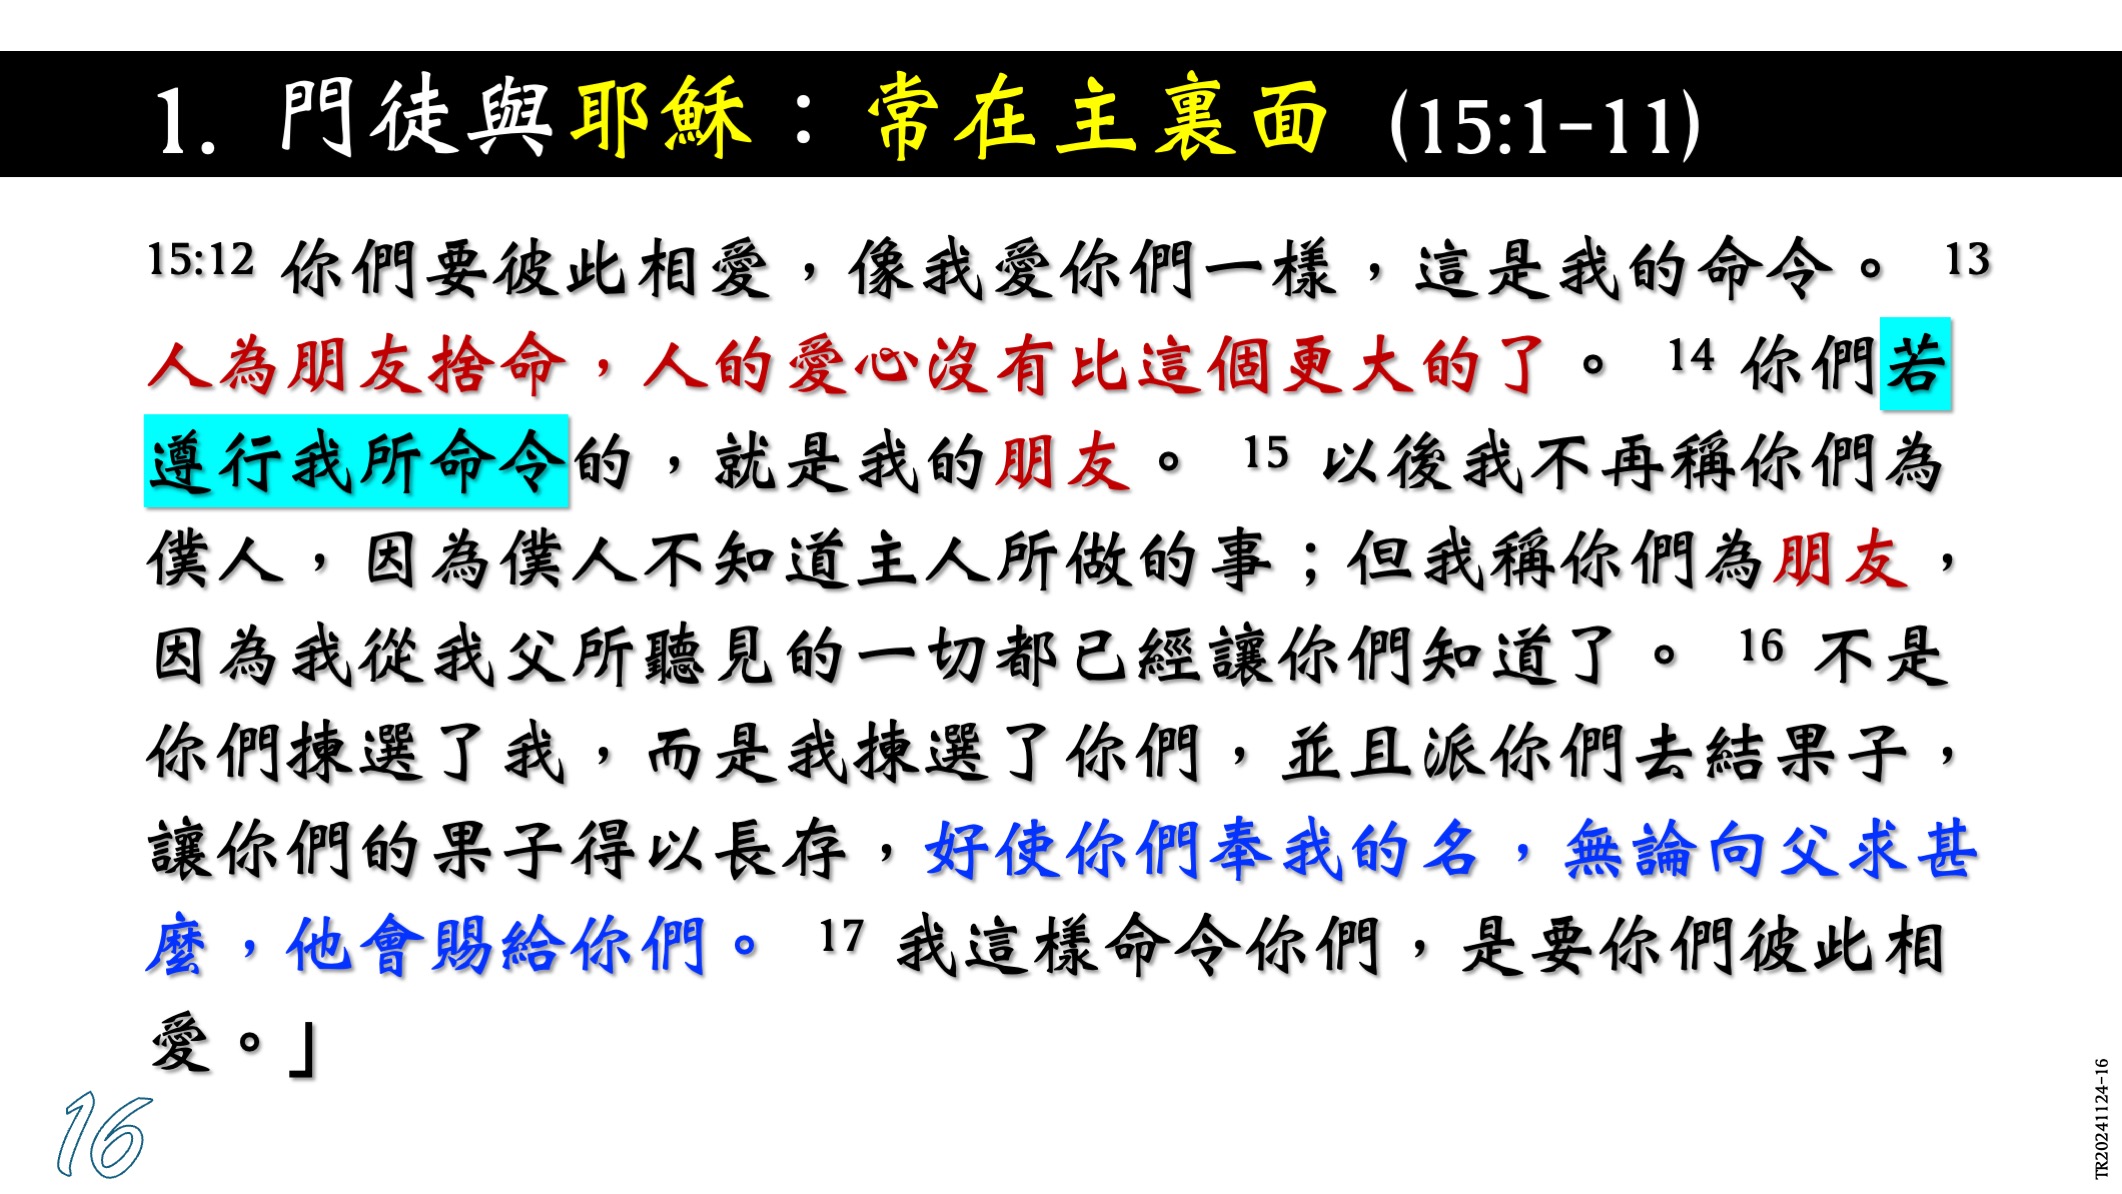 1. 門徒與耶穌：常在主裏面 (15:1-11)
15:12 你們要彼此相愛，像我愛你們一樣，這是我的命令。 13
人為朋友捨命，人的愛心沒有比這個更大的了。 14 你們若
遵行我所命令的，就是我的朋友。 15 以後我不再稱你們為
僕人，因為僕人不知道主人所做的事；但我稱你們為朋友，
因為我從我父所聽見的一切都已經讓你們知道了。 16 不是
你們揀選了我，而是我揀選了你們，並且派你們去結果子，
讓你們的果子得以長存，好使你們奉我的名，無論向父求甚
麼，他會賜給你們。 17 我這樣命令你們，是要你們彼此相
愛。」
16
TR20241124-16